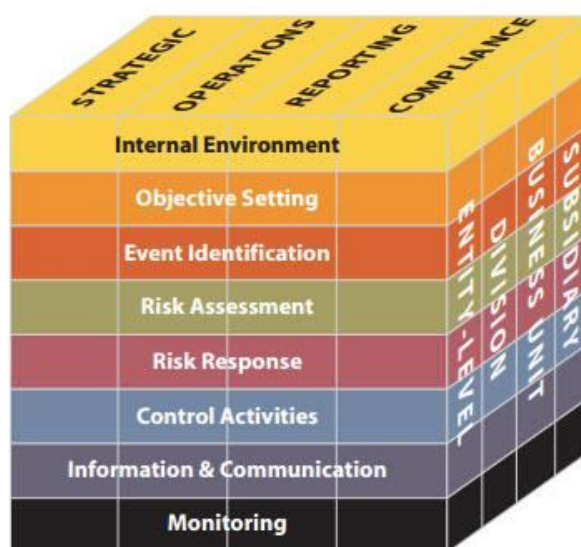 STRATEGIC
OPERATIONS
REPORTING
COMPLIANCE
Internal Environment
Objective Setting
Event Identification
Risk Assessment
Risk Response
Control Activities
Information & Communication
Monitoring
ENTITY-LEVEL
DIVISION
BUSINESS UNIT
SUBSIDIARY